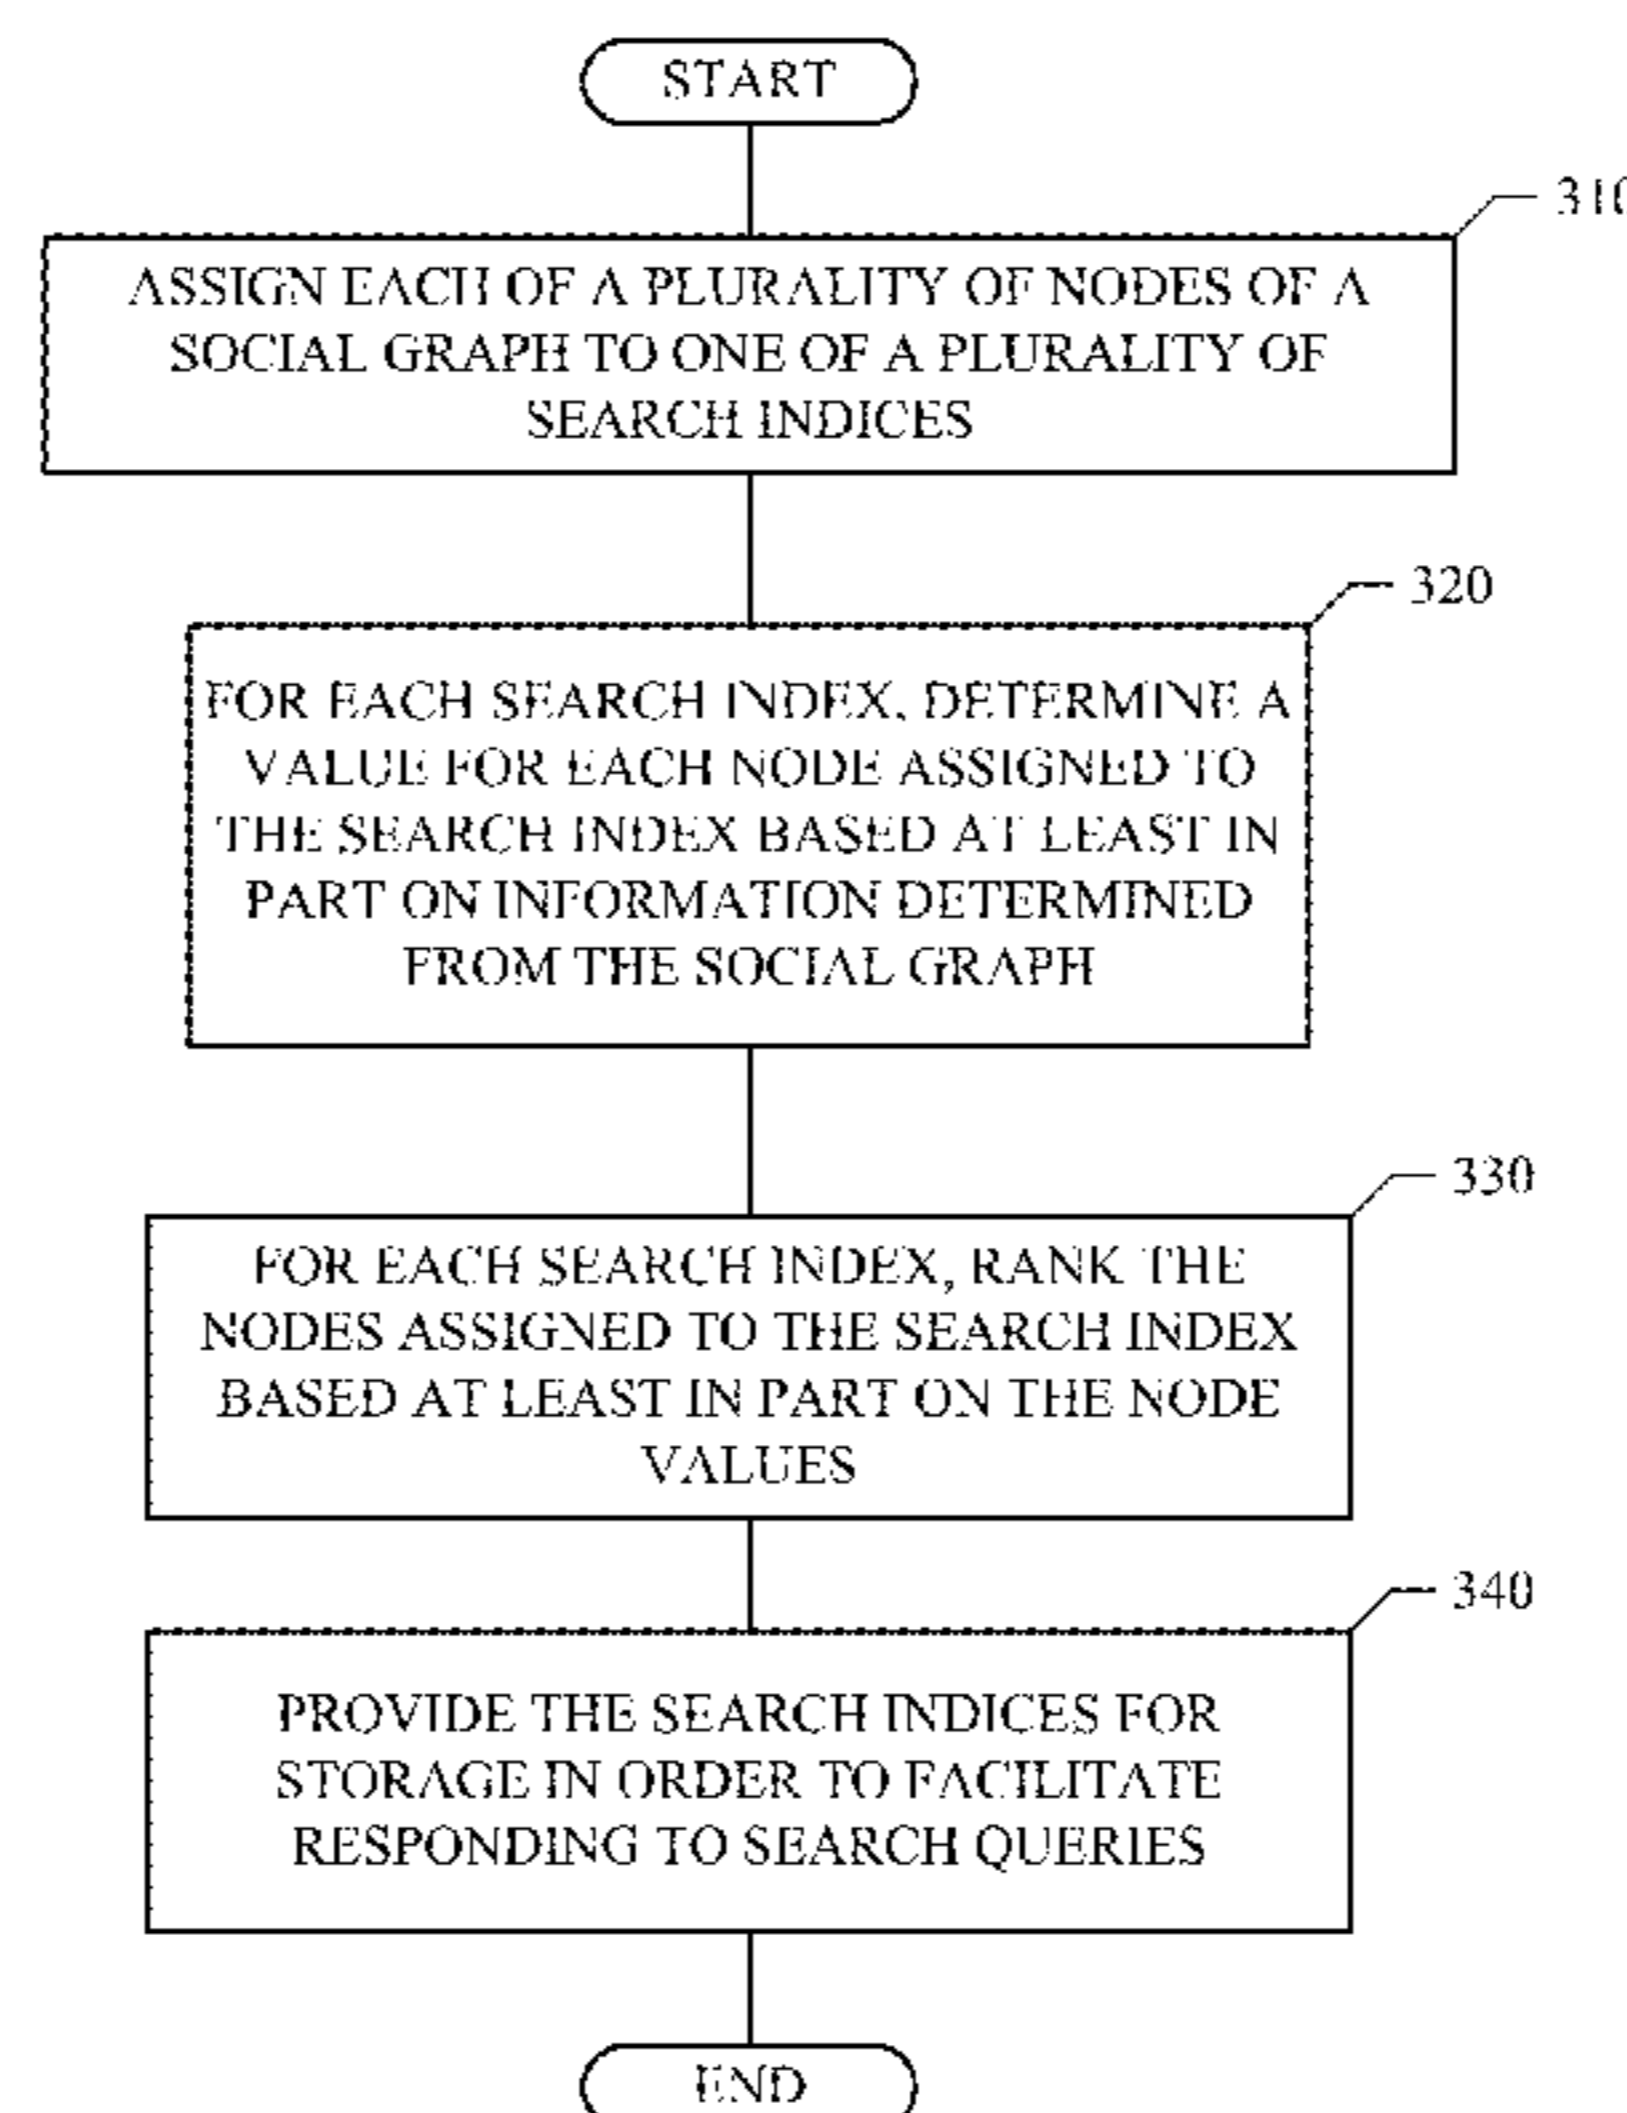 START
310
ASSIGN EACH OF A PLURALITY OF NODES OF A
SOCIAL GRAPH TO ONE OF A PLURALITY OF
SEARCH INDICES
320
FOR EACH SEARCH INDEX, DETERMINE A
VALUE FOR EACH NODE ASSIGNED TO
THE SEARCH INDEX BASED AT LEAST IN
PART ON INFORMATION DETERMINED
FROM THE SOCIAL GRAPH
330
FOR EACH SEARCH INDEX, RANK THE
NODES ASSIGNED TO THE SEARCH INDEX
BASED AT LEAST IN PART ON THE NODE
VALUES
340
PROVIDE THE SEARCH INDICES FOR
STORAGE IN ORDER TO FACILITATE
RESPONDING TO SEARCH QUERIES
END